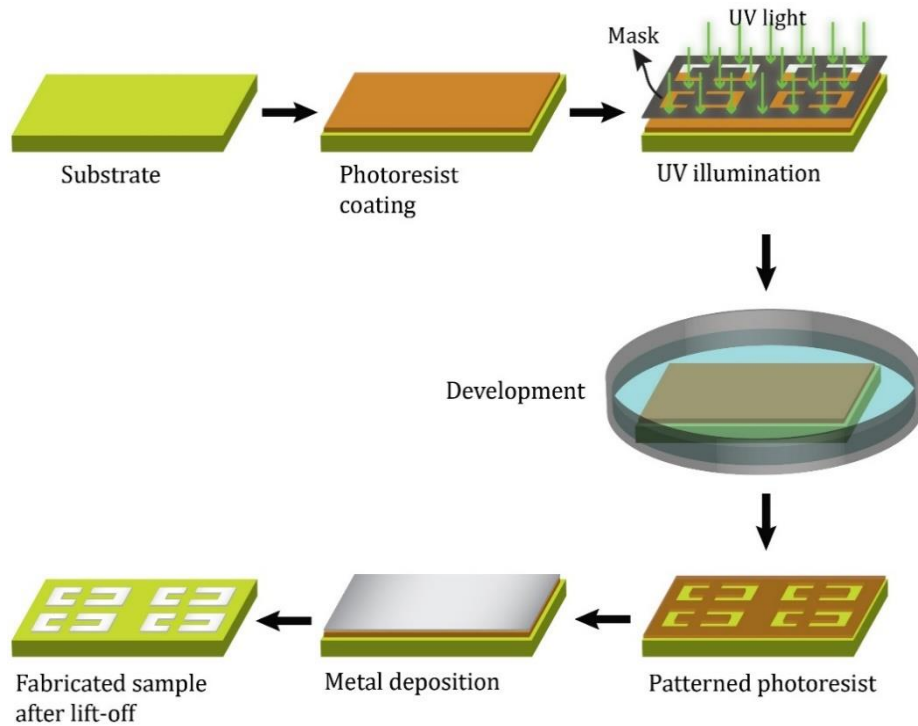 UV light
Mask
Substrate
Photoresist
coating
UV illumination
Development
Patterned photoresist
Metal deposition
Fabricated sample
after lift-off